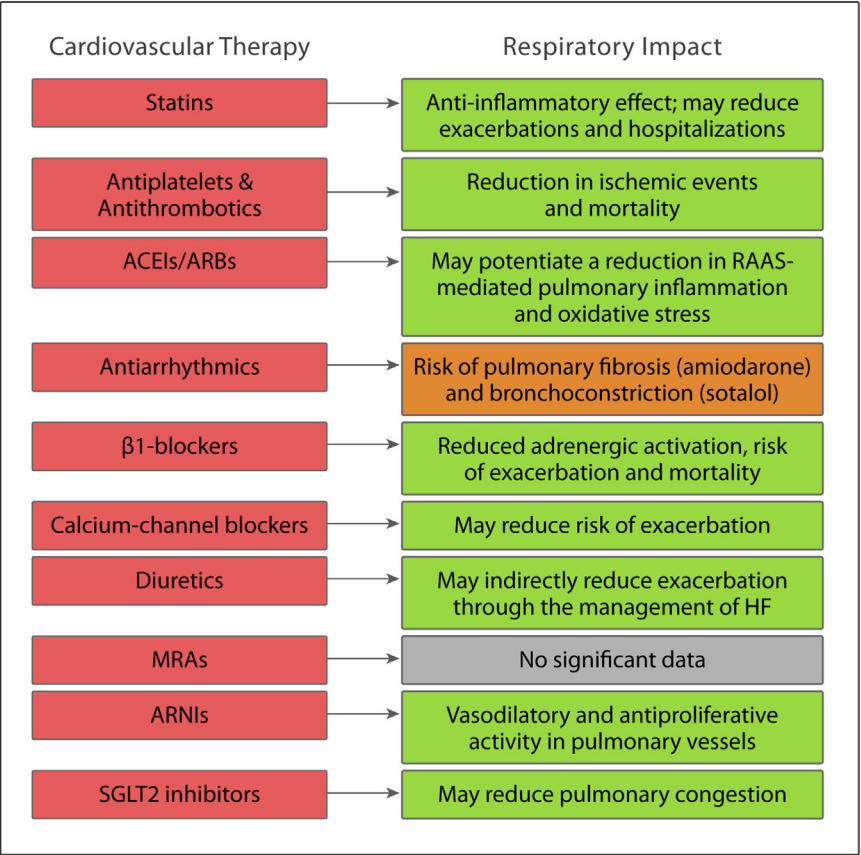 Cardiovascular Therapy
Respiratory Impact
Statins
Anti-inflammatory effect; may reduce
exacerbations and hospitalizations
Antiplatelets &
Antithrombotics
Reduction in ischemic events
and mortality
ACEIs/ARBs
May potentiate a reduction in RAAS-
mediated pulmonary inflammation
and oxidative stress
Antiarrhythmics
Risk of pulmonary fibrosis (amiodarone)
and bronchoconstriction (sotalol)
β1-blockers
Reduced adrenergic activation, risk
of exacerbation and mortality
Calcium-channel blockers
May reduce risk of exacerbation
Diuretics
May indirectly reduce exacerbation
through the management of HF
MRAs
No significant data
ARNIs
Vasodilatory and antiproliferative
activity in pulmonary vessels
SGLT2 inhibitors
May reduce pulmonary congestion